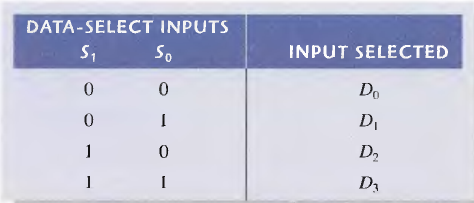 DATA-SELECT INPUTS
S₁ S₀ INPUT SELECTED
0 0 D₀
0 1 D₁
1 0 D₂
1 1 D₃